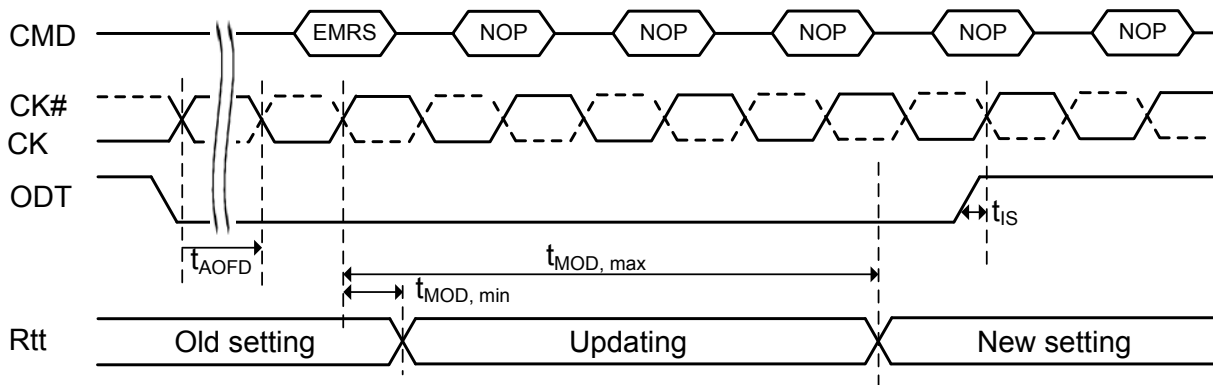 CMD EMRS NOP NOP NOP NOP NOP
CK#
CK
ODT
tIS
tAOFD
tMOD, max
tMOD, min
Rtt Old setting Updating New setting